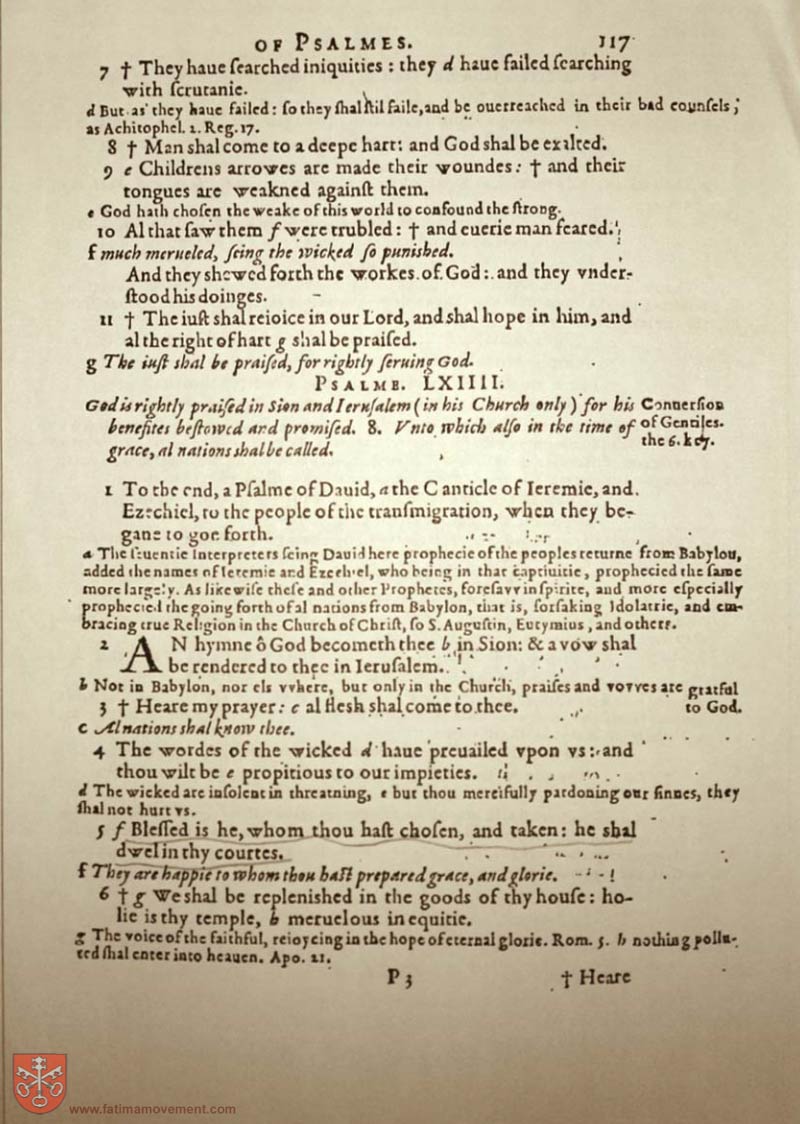 OF PSALMES. 117
7 † They haue ſearched iniquities: they d haue failed ſearching
with ſcrutanie.
d But as they haue failed: ſo they ſhal ſtil faile, and be ouerreached in their bad counſels,
as Achitophel. 2. Reg. 17.
8 † Man ſhal come to a deepe hart: and God ſhal be exalted.
9 e Childrens arrowes are made their woundes: † and their
tongues are weakned againſt them.
e God hath choſen the weake of this world to confound the ſtrong.
10 Al that ſaw them f were trubled: † and euerie man feared.
f much merueled, ſeing the wicked ſo puniſhed.
And they shewed forth the workes of God: and they vnder-
ſtood his doinges.
11 † The iuſt shal reioice in our Lord, and shal hope in him, and
al the right of hart g shal be praiſed.
g The iuſt shal be praiſed, for rightly ſeruing God.
PSALME. LXIIII.
God is rightly praiſed in Sion and Ieruſalem (in his Church only) for his
benefites beſtowed and promiſed. 8. Vnto which alſo in the time of
grace, al nations shal be called.
Conuerſion
of Gentiles.
the 6. key.
1 To the end, a Pſalme of Dauid, a the Canticle of Ieremie, and
Ezechiel, to the people of the tranſmigration, when they be-
gane to goe forth.
a The ſeuentie Interpreters ſeing Dauid here prophecie of the peoples returne from Babylon,
added the names of Ieremie and Ezechiel, who being in that captiuitie, prophecied the ſame
more largely. As likewiſe theſe and other Prophetes, foreſavv in ſpirite, and more eſpecially
prophecied the going forth of al nations from Babylon, that is, forſaking Idolatrie, and em-
bracing true Religion in the Church of Chriſt, ſo S. Auguſtin, Eutymius, and others.
2 AN hymne ô God becometh thee b in Sion: & a vow shal
be rendered to thee in Ieruſalem.
b Not in Babylon, nor els vvhere, but only in the Church, praiſes and vovves are gratful
to God.
3 † Heare my prayer: c al flesh shal come to thee.
c Al nations shal know thee.
4 The wordes of the wicked d haue preuailed vpon vs: and
thou wilt be e propitious to our impieties.
d The wicked are inſolent in threatning, e but thou mercifully pardoning our ſinnes, they
ſhal not hurt vs.
5 f Bleſſed is he, whom thou haſt choſen, and taken: he shal
dwel in thy courtes.
f They are happie to whom thou haſt prepared grace, and glorie.
6 † g We shal be replenished in the goods of thy houſe: ho-
lie is thy temple, h meruelous in equitie.
g The voice of the faithful, reioycing in the hope of eternal glorie. Rom. 5. h nothing pollu-
ted ſhal enter into heauen. Apo. 21.
P 3 † Heare
www.fatimamovement.com